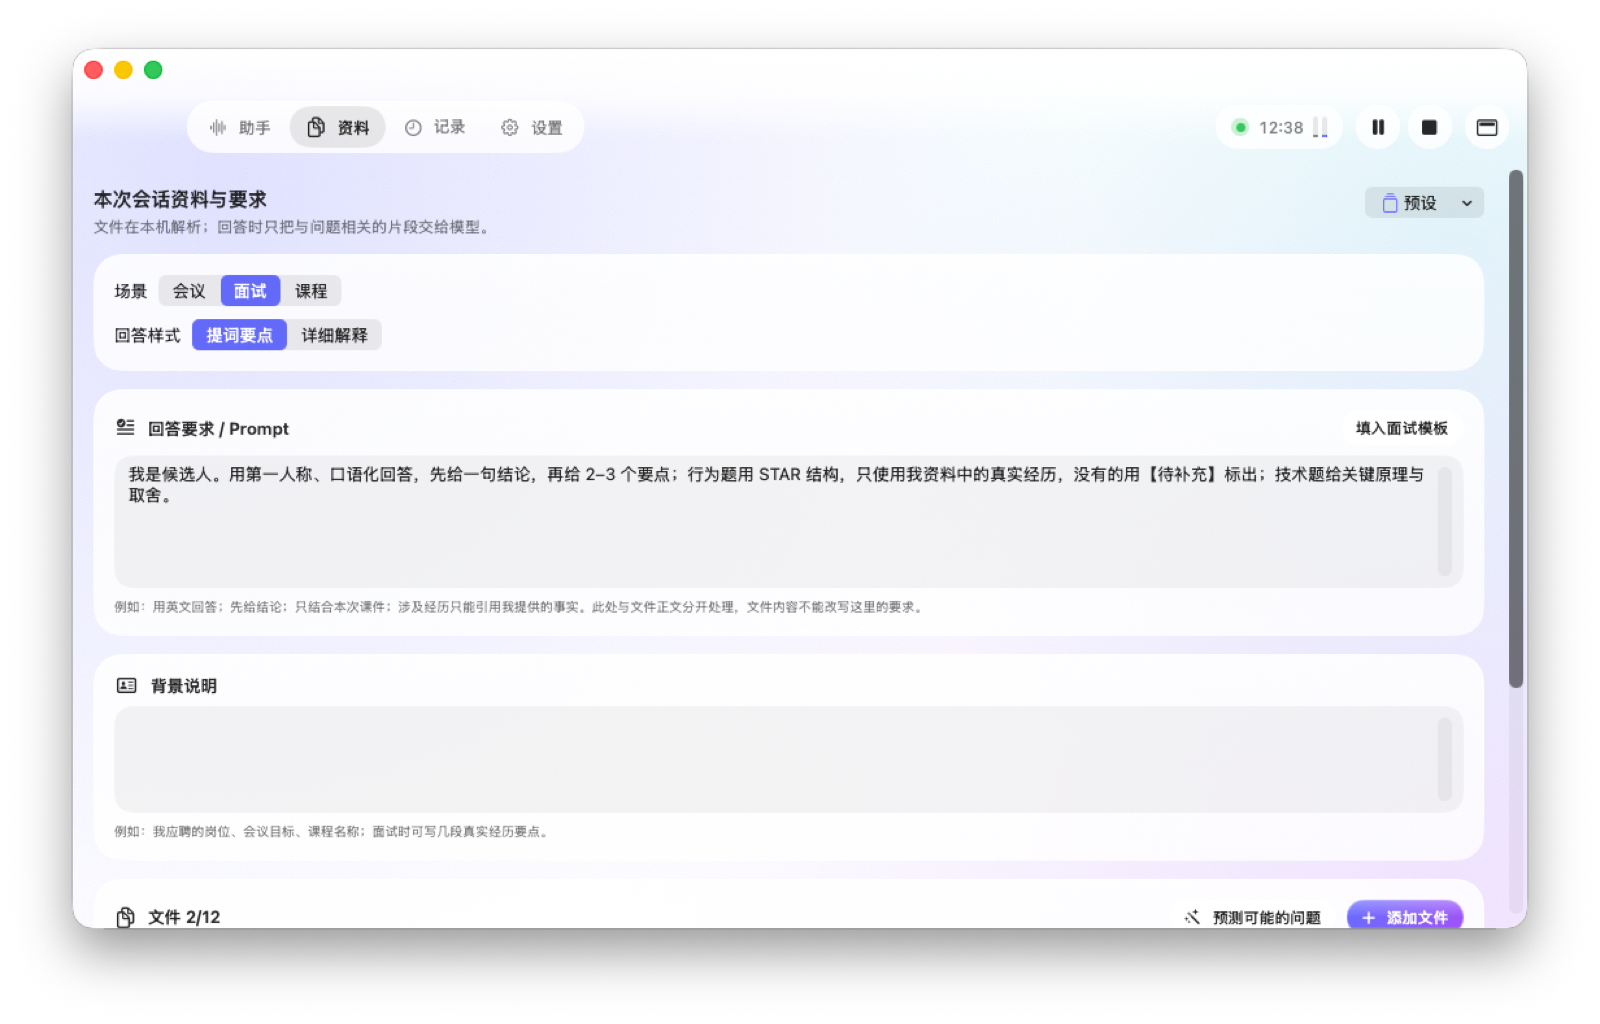 助手 资料 记录 设置 12:38
本次会话资料与要求
预设
文件在本机解析；回答时只把与问题相关的片段交给模型。
场景 会议 面试 课程
回答样式 提词要点 详细解释
回答要求 / Prompt 填入面试模板
我是候选人。用第一人称、口语化回答，先给一句结论，再给 2–3 个要点；行为题用 STAR 结构，只使用我资料中的真实经历，没有的用【待补充】标出；技术题给关键原理与
取舍。
例如：用英文回答；先给结论；只结合本次课件；涉及经历只能引用我提供的事实。此处与文件正文分开处理，文件内容不能改写这里的要求。
背景说明
例如：我应聘的岗位、会议目标、课程名称；面试时可写几段真实经历要点。
文件 2/12 预测可能的问题 + 添加文件